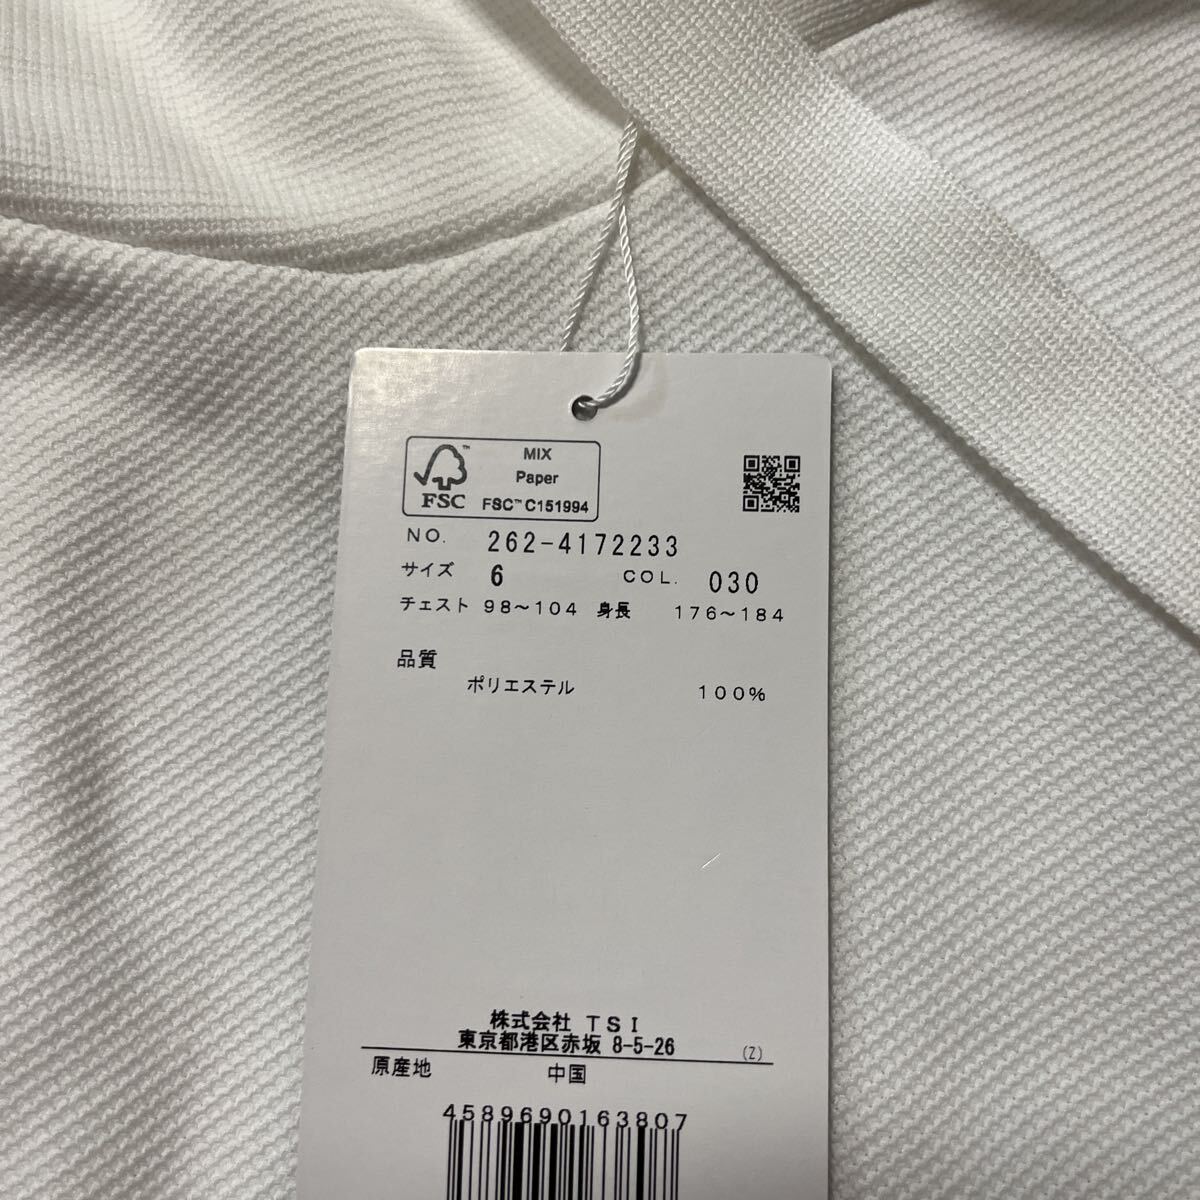 MIX
Paper
FSC™ FSC™ C151994
NO. 262-4172233
サイズ 6 COL. 030
チェスト 98〜104 身長 176〜184
品質
ポリエステル 100%
株式会社 TSI
東京都港区赤坂 8-5-26 (Z)
原産地 中国
4589690163807